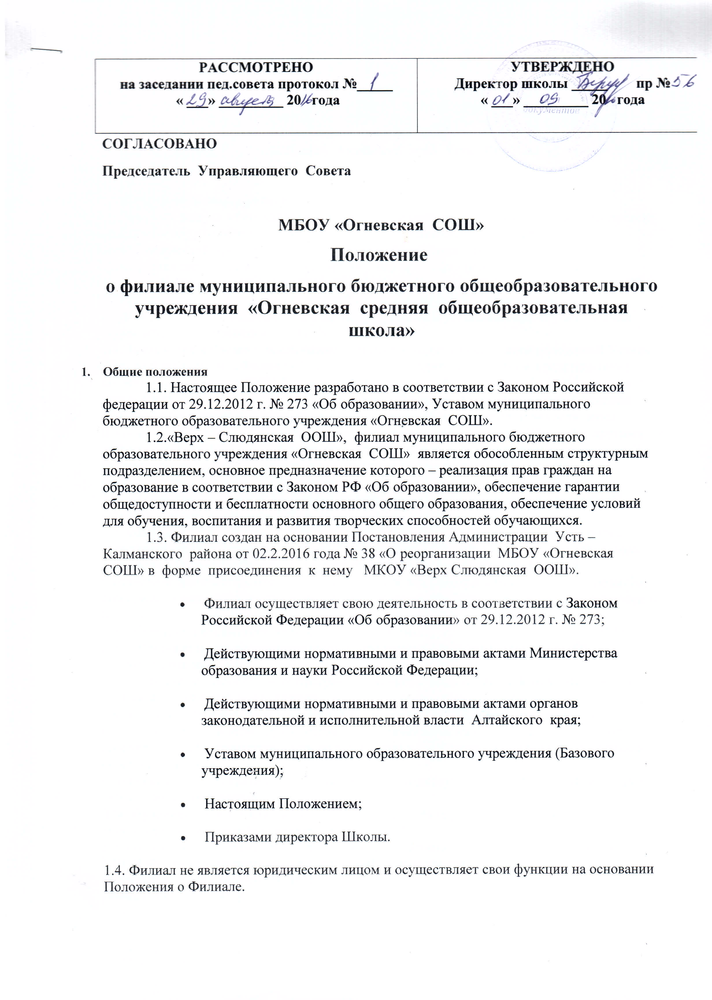 РАССМОТРЕНО
на заседании пед.совета протокол № 1
«29» августа 2016 года
УТВЕРЖДЕНО
Директор школы пр № 56
«01» 09 2016 года
документов
СОГЛАСОВАНО
Председатель Управляющего Совета
МБОУ «Огневская СОШ»
Положение
о филиале муниципального бюджетного общеобразовательного
учреждения «Огневская средняя общеобразовательная
школа»
1. Общие положения
1.1. Настоящее Положение разработано в соответствии с Законом Российской
федерации от 29.12.2012 г. № 273 «Об образовании», Уставом муниципального
бюджетного образовательного учреждения «Огневская СОШ».
1.2.«Верх – Слюдянская ООШ», филиал муниципального бюджетного
образовательного учреждения «Огневская СОШ» является обособленным структурным
подразделением, основное предназначение которого – реализация прав граждан на
образование в соответствии с Законом РФ «Об образовании», обеспечение гарантии
общедоступности и бесплатности основного общего образования, обеспечение условий
для обучения, воспитания и развития творческих способностей обучающихся.
1.3. Филиал создан на основании Постановления Администрации Усть –
Калманского района от 02.2.2016 года № 38 «О реорганизации МБОУ «Огневская
СОШ» в форме присоединения к нему МКОУ «Верх Слюдянская ООШ».
• Филиал осуществляет свою деятельность в соответствии с Законом
Российской Федерации «Об образовании» от 29.12.2012 г. № 273;
• Действующими нормативными и правовыми актами Министерства
образования и науки Российской Федерации;
• Действующими нормативными и правовыми актами органов
законодательной и исполнительной власти Алтайского края;
• Уставом муниципального образовательного учреждения (Базового
учреждения);
• Настоящим Положением;
• Приказами директора Школы.
1.4. Филиал не является юридическим лицом и осуществляет свои функции на основании
Положения о Филиале.